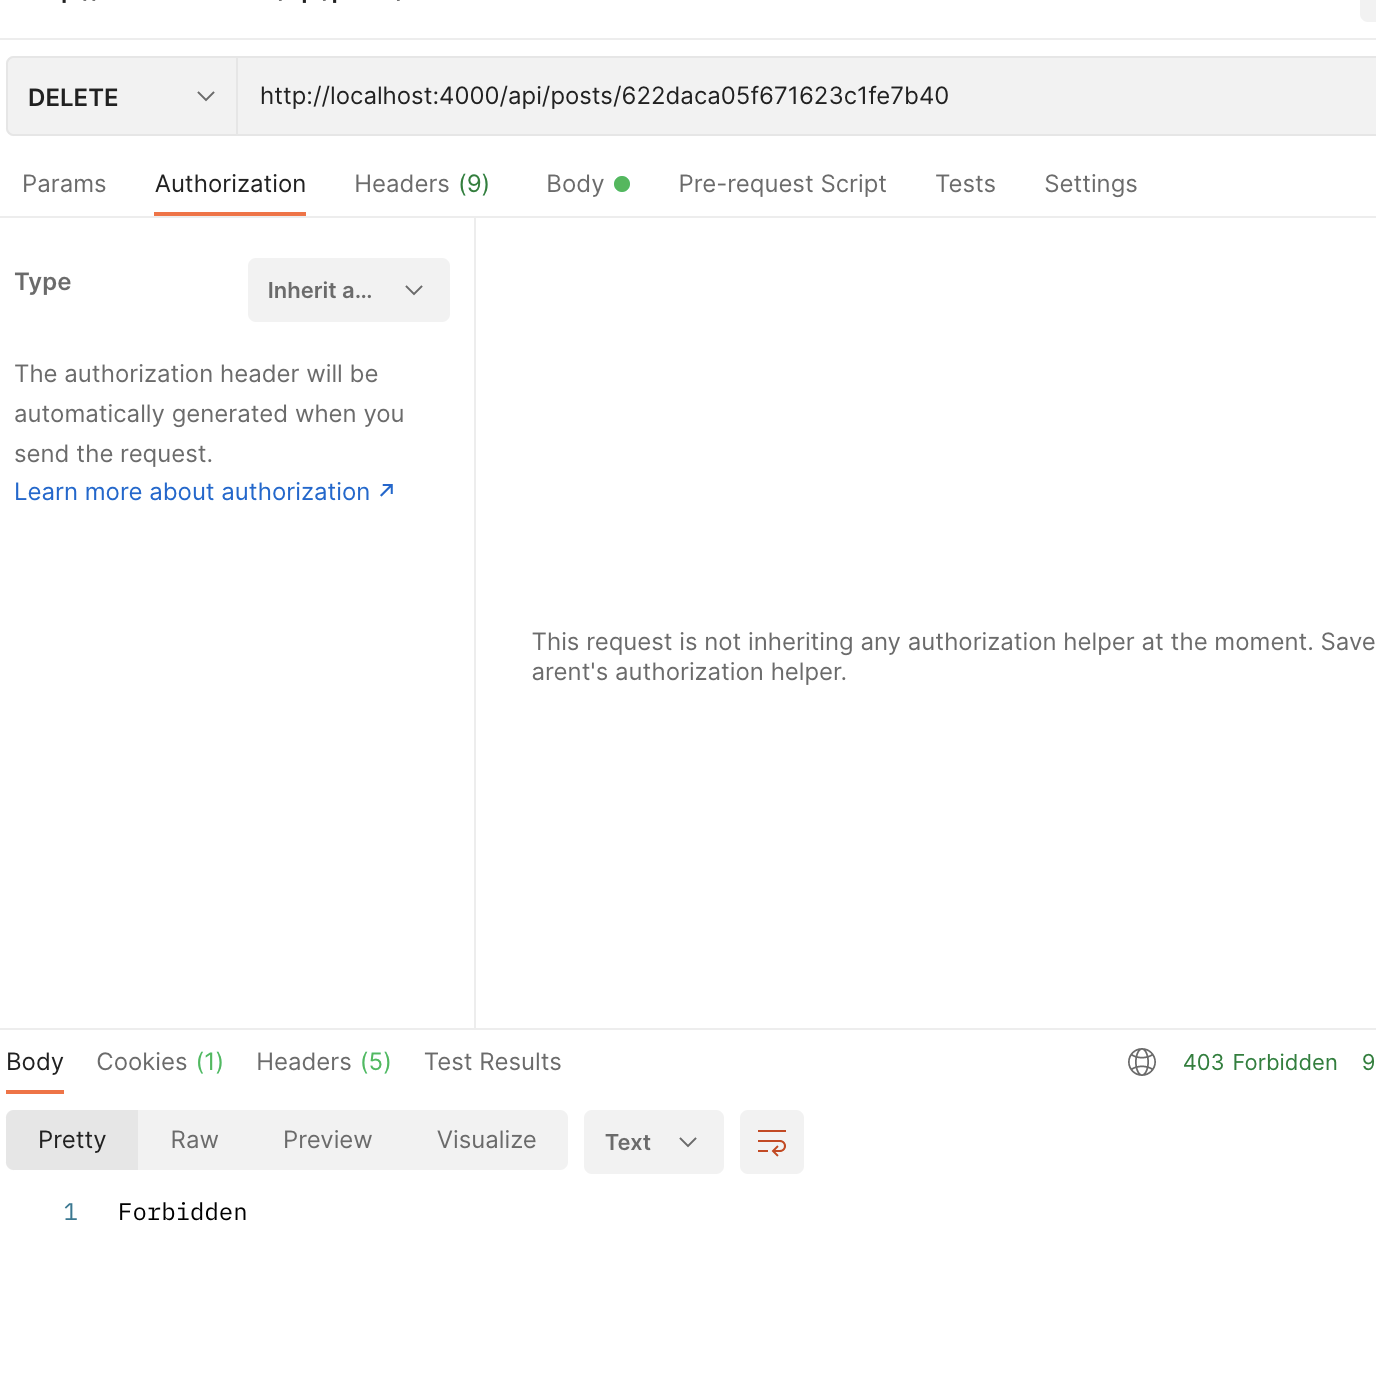 DELETE
http://localhost:4000/api/posts/622daca05f671623c1fe7b40
Params Authorization Headers (9) Body Pre-request Script Tests Settings
Type
Inherit a...
The authorization header will be
automatically generated when you
send the request.
Learn more about authorization ↗
This request is not inheriting any authorization helper at the moment. Save
arent's authorization helper.
Body Cookies (1) Headers (5) Test Results
403 Forbidden 9
Pretty Raw Preview Visualize Text
1 Forbidden